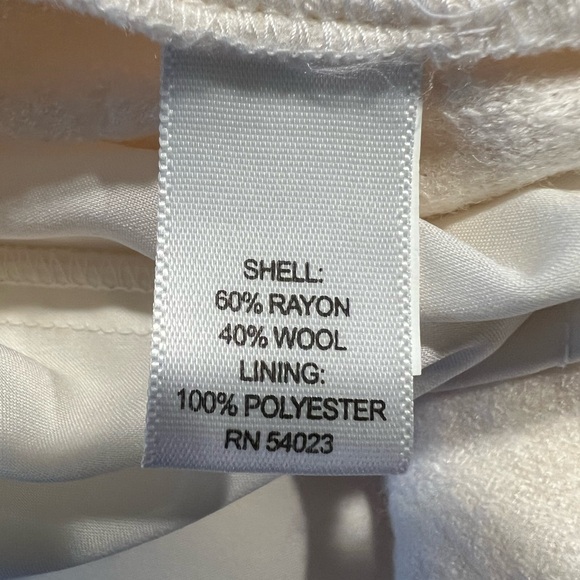 SHELL:
60% RAYON
40% WOOL
LINING:
100% POLYESTER
RN 54023